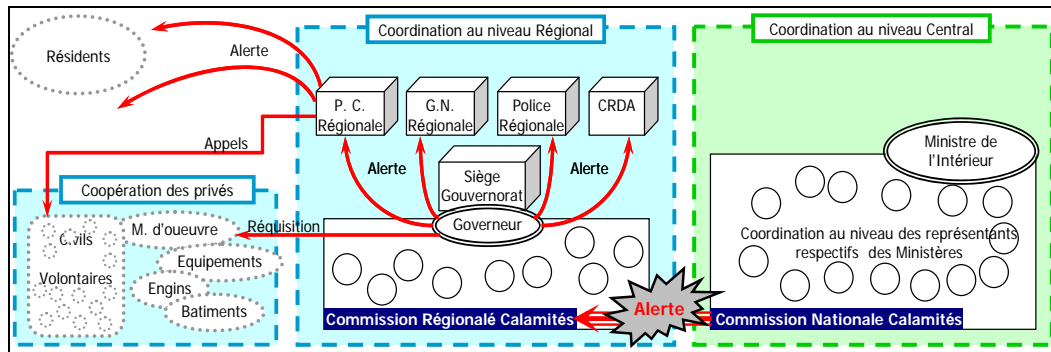 Coordination au niveau Régional
Coordination au niveau Central
Résidents
Alerte
P. C.
Régionale
G.N.
Régionale
Police
Régionale
CRDA
Ministre de
l'Intérieur
Appels
Alerte
Alerte
Siège
Gouvernorat
Coopération des privés
Civils
Volontaires
M. d'oueuvre
Réquisition
Governeur
Equipements
Engins
Batiments
Coordination au niveau des représentants
respectifs des Ministères
Alerte
Commission Régionalé Calamités
Commission Nationale Calamités